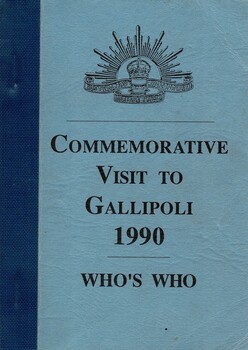 COMMEMORATIVE
VISIT TO
GALLIPOLI
1990
WHO'S WHO